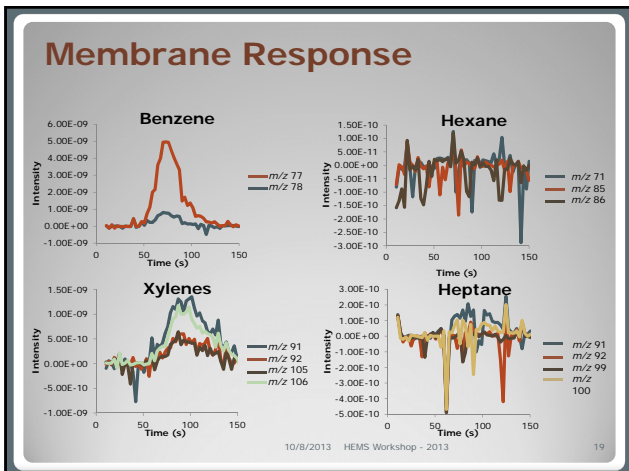 Membrane Response
Benzene
6.00E-09
5.00E-09
4.00E-09
3.00E-09
2.00E-09
1.00E-09
0.00E+00
-1.00E-09
Intensity
0 50 100 150
Time (s)
m/z 77
m/z 78
Hexane
1.50E-10
1.00E-10
5.00E-11
0.00E+00
-5.00E-11
-1.00E-10
-1.50E-10
-2.00E-10
-2.50E-10
-3.00E-10
Intensity
0 50 100 150
Time (s)
m/z 71
m/z 85
m/z 86
Xylenes
1.50E-09
1.00E-09
5.00E-10
0.00E+00
-5.00E-10
-1.00E-09
Intensity
0 50 100 150
Time (s)
m/z 91
m/z 92
m/z 105
m/z 106
Heptane
3.00E-10
2.00E-10
1.00E-10
0.00E+00
-1.00E-10
-2.00E-10
-3.00E-10
-4.00E-10
-5.00E-10
Intensity
0 50 100 150
Time (s)
m/z 91
m/z 92
m/z 99
m/z
100
10/8/2013 HEMS Workshop - 2013 19